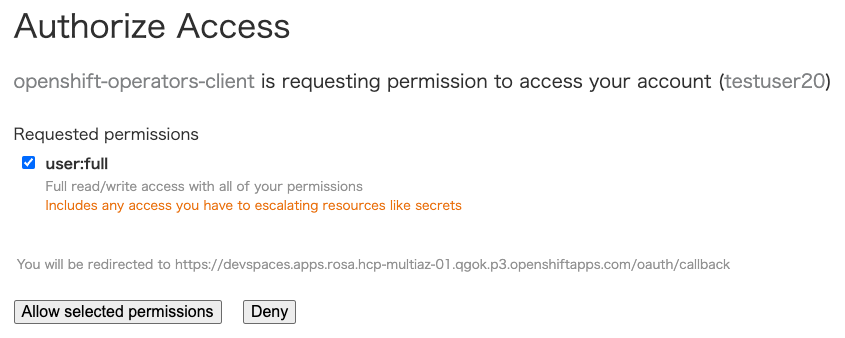 Authorize Access
openshift-operators-client is requesting permission to access your account (testuser20)
Requested permissions
user:full
Full read/write access with all of your permissions
Includes any access you have to escalating resources like secrets
You will be redirected to https://devspaces.apps.rosa.hcp-multiaz-01.qgok.p3.openshiftapps.com/oauth/callback
Allow selected permissions Deny